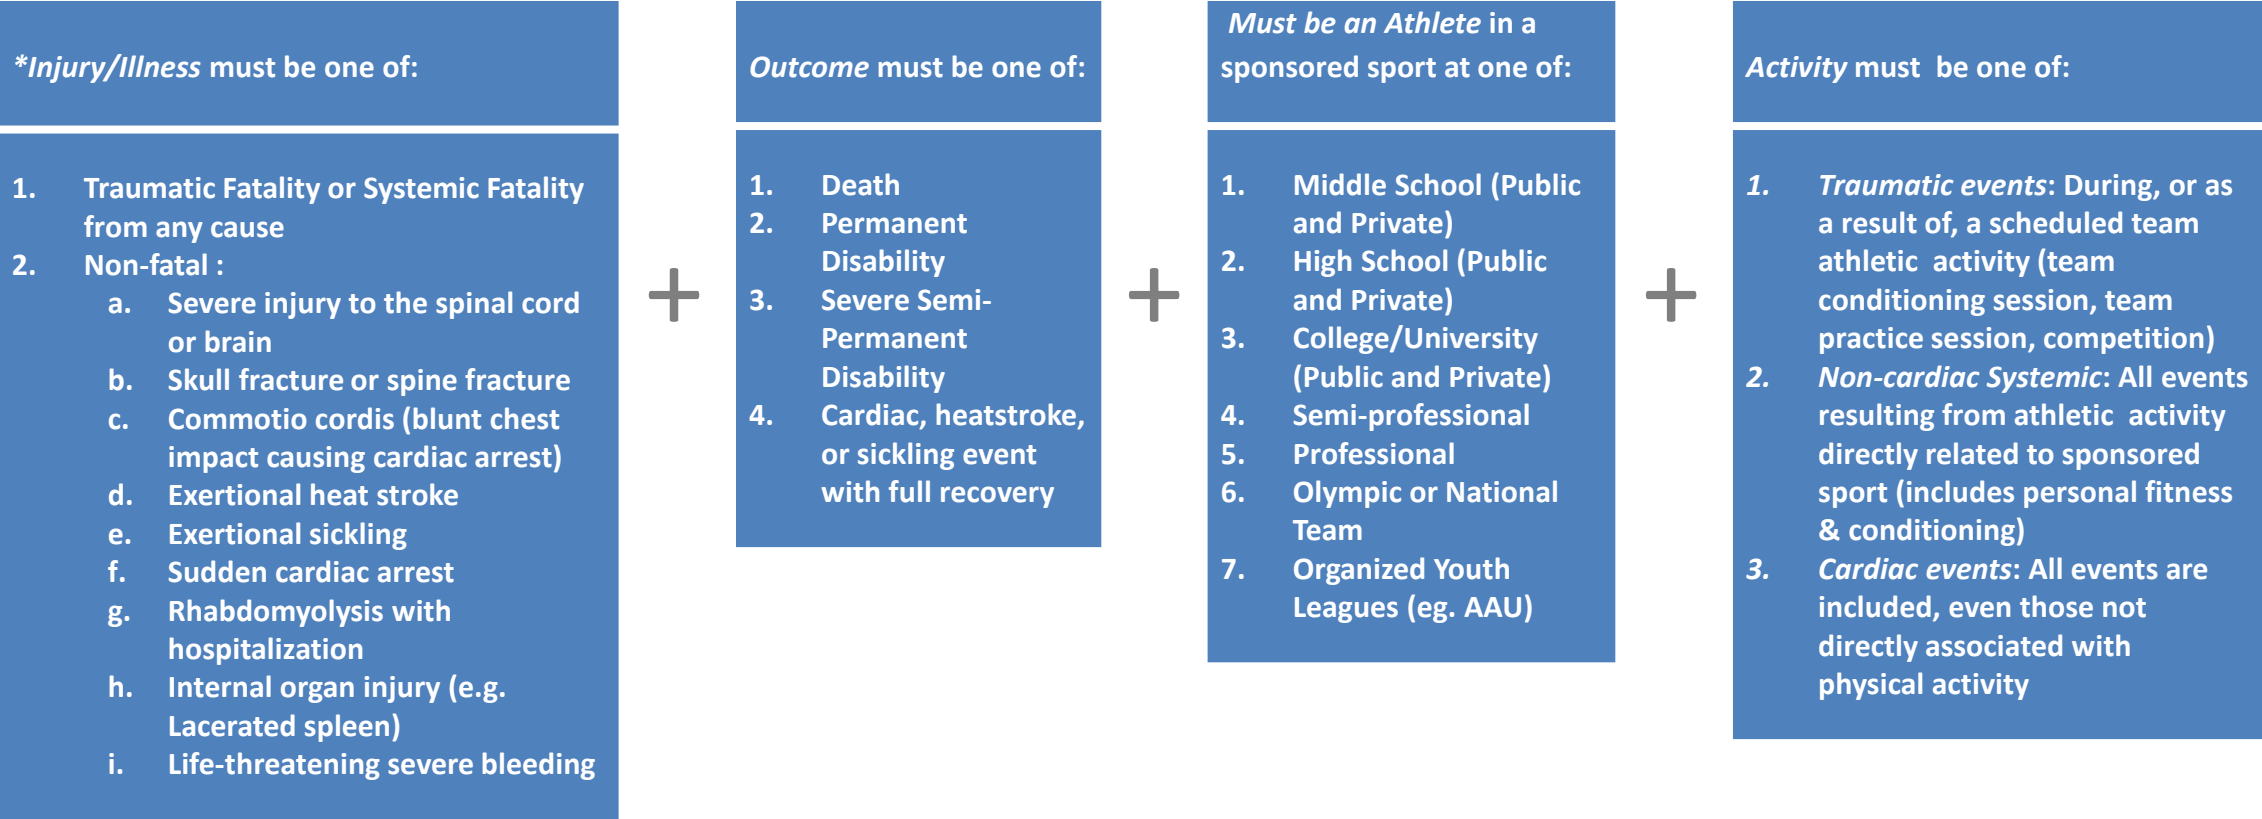 *Injury/Illness must be one of:
1. Traumatic Fatality or Systemic Fatality
from any cause
2. Non-fatal :
a. Severe injury to the spinal cord
or brain
b. Skull fracture or spine fracture
c. Commotio cordis (blunt chest
impact causing cardiac arrest)
d. Exertional heat stroke
e. Exertional sickling
f. Sudden cardiac arrest
g. Rhabdomyolysis with
hospitalization
h. Internal organ injury (e.g.
Lacerated spleen)
i. Life-threatening severe bleeding
+
Outcome must be one of:
1. Death
2. Permanent
Disability
3. Severe Semi-
Permanent
Disability
4. Cardiac, heatstroke,
or sickling event
with full recovery
+
Must be an Athlete in a
sponsored sport at one of:
1. Middle School (Public
and Private)
2. High School (Public
and Private)
3. College/University
(Public and Private)
4. Semi-professional
5. Professional
6. Olympic or National
Team
7. Organized Youth
Leagues (eg. AAU)
+
Activity must be one of:
1. Traumatic events: During, or as
a result of, a scheduled team
athletic activity (team
conditioning session, team
practice session, competition)
2. Non-cardiac Systemic: All events
resulting from athletic activity
directly related to sponsored
sport (includes personal fitness
& conditioning)
3. Cardiac events: All events are
included, even those not
directly associated with
physical activity